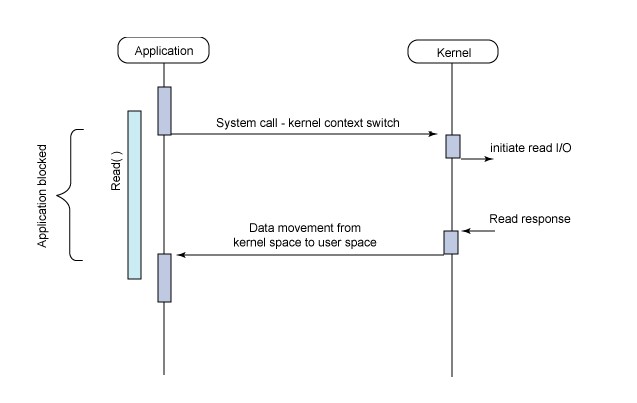 Application
Kernel
System call - kernel context switch
initiate read I/O
Read( )
Application blocked
Read response
Data movement from
kernel space to user space